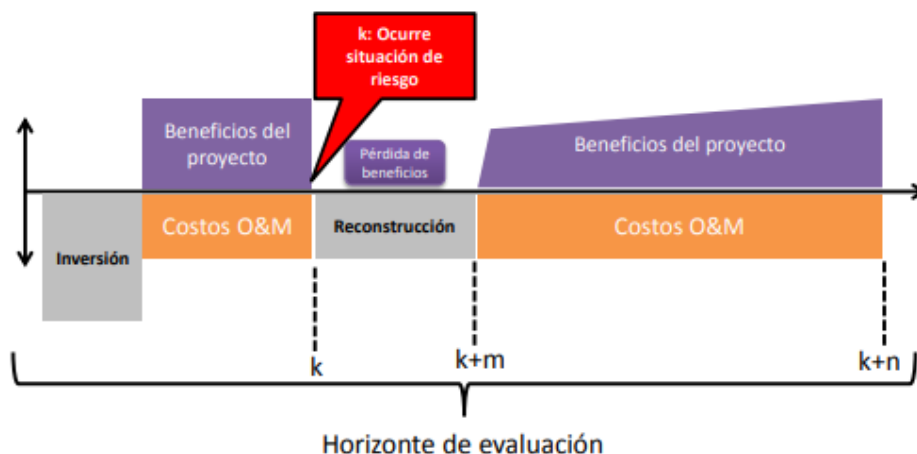 k: Ocurre
situación de
riesgo
Beneficios del
proyecto
Pérdida de
beneficios
Beneficios del proyecto
Inversión
Costos O&M
Reconstrucción
Costos O&M
k
k+m
k+n
Horizonte de evaluación